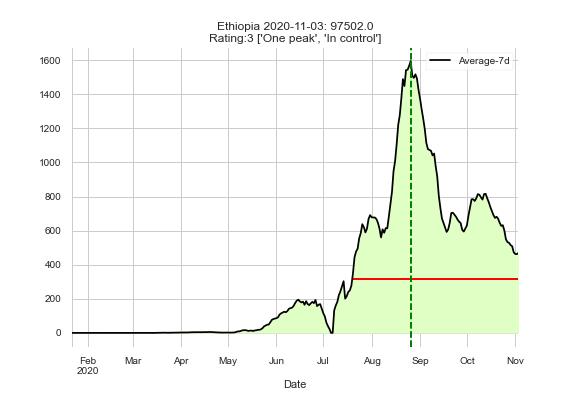 Ethiopia 2020-11-03: 97502.0
Rating:3 ['One peak', 'In control']
Average-7d
1600
1400
1200
1000
800
600
400
200
0
Feb Mar Apr May Jun Jul Aug Sep Oct Nov
2020
Date